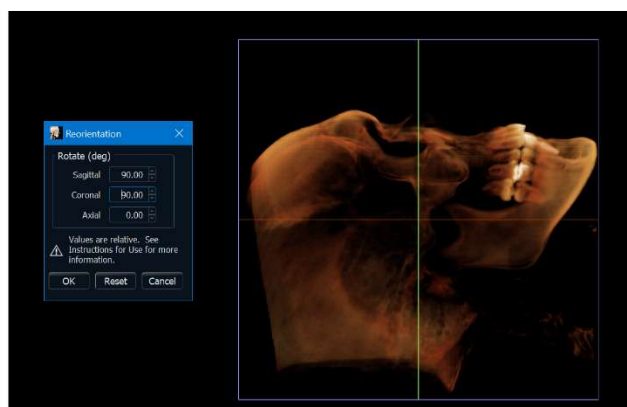 Reorientation
Rotate (deg)
Sagittal 90.00
Coronal 90.00
Axial 0.00
Values are relative. See
Instructions for Use for more
information.
OK Reset Cancel